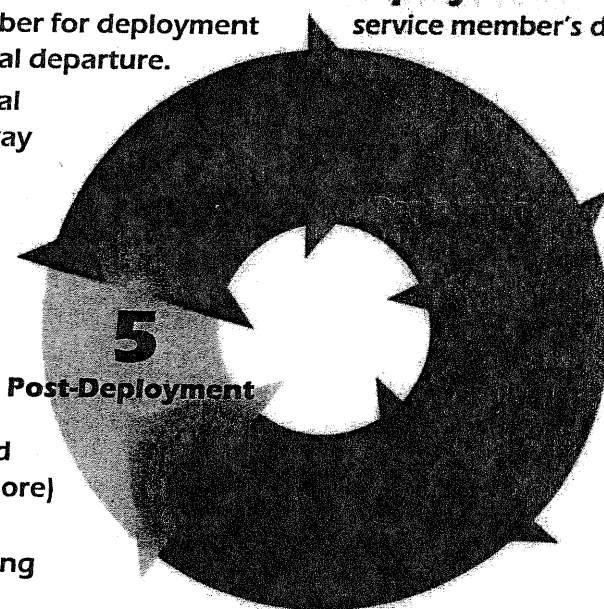 ber for deployment
al departure.
al
ay
service member's d
5
Post-Deployment
d
ore)
ng